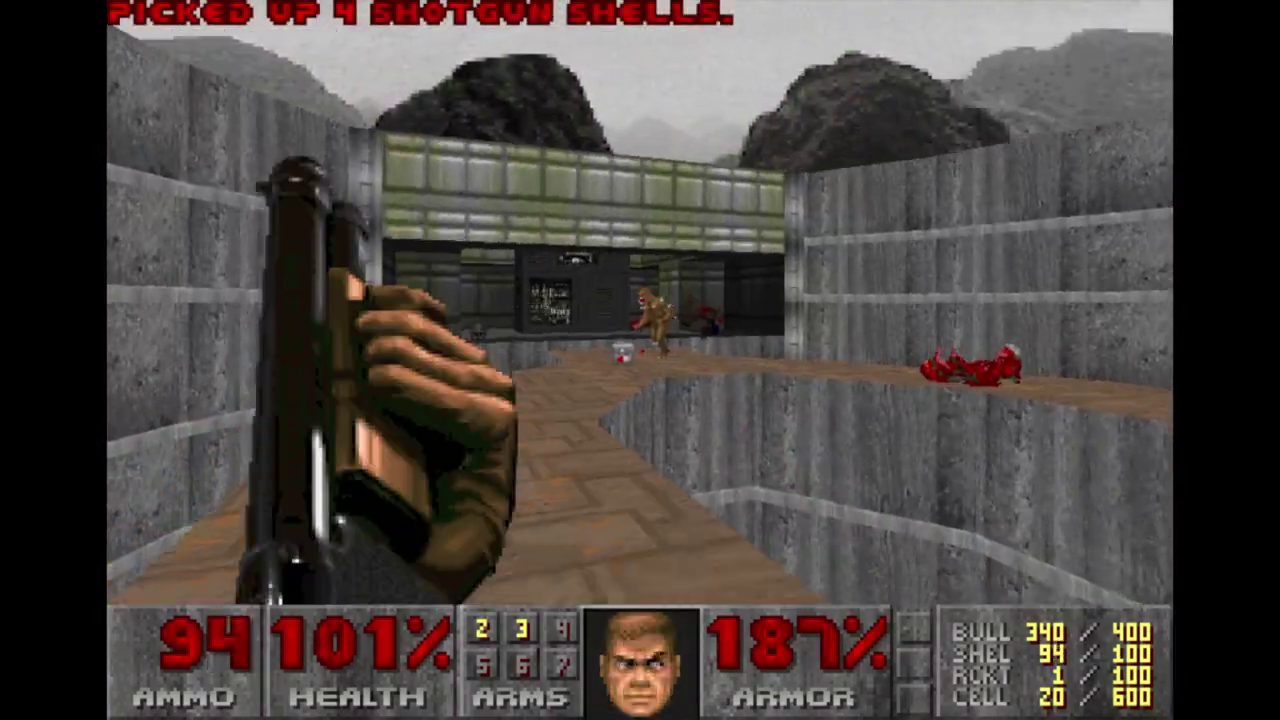 PICKED UP 4 SHOTGUN SHELLS.
94 101% 2 3 4 187% BULL 340 / 400
5 6 7 SHEL 94 / 100
RCKT 1 / 100
AMMO HEALTH ARMS ARMOR CELL 20 / 600